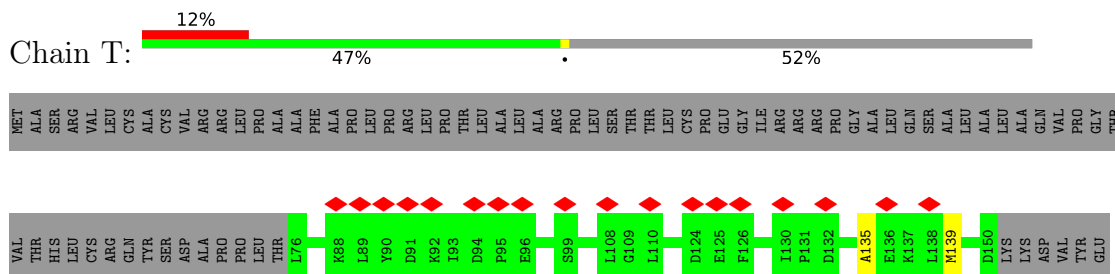 12%
Chain T:
47% • 52%
MET ALA SER ARG VAL LEU CYS ALA CYS VAL ARG ARG LEU PRO ALA ALA PHE ALA PRO LEU PRO ARG LEU PRO THR LEU ALA LEU ALA ARG PRO LEU SER THR THR LEU CYS PRO GLU GLY ILE ARG ARG ARG PRO GLY ALA LEU GLN SER ALA LEU ALA LEU ALA GLN VAL PRO GLY THR
VAL THR HIS LEU CYS ARG GLN TYR SER ASP ALA PRO PRO LEU THR L76 K88 L89 Y90 D91 K92 I93 D94 P95 E96 S99 L108 G109 L110 D124 E125 F126 I130 P131 D132 A135 E136 K137 L138 M139 D150 LYS LYS ASP VAL TYR GLU